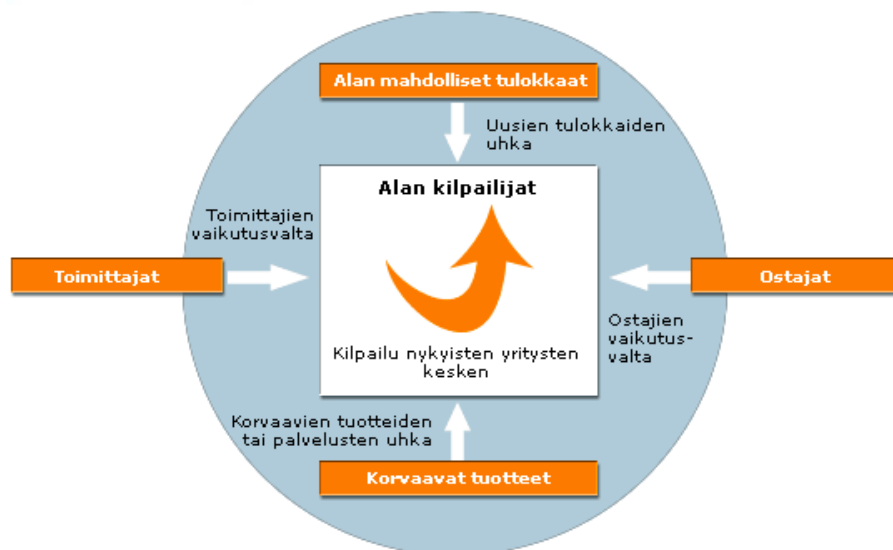 Alan mahdolliset tulokkaat
Uusien tulokkaiden
uhka
Alan kilpailijat
Toimittajien
vaikutusvalta
Toimittajat
Ostajat
Ostajien
vaikutus-
valta
Kilpailu nykyisten yritysten
kesken
Korvaavien tuotteiden
tai palvelusten uhka
Korvaavat tuotteet